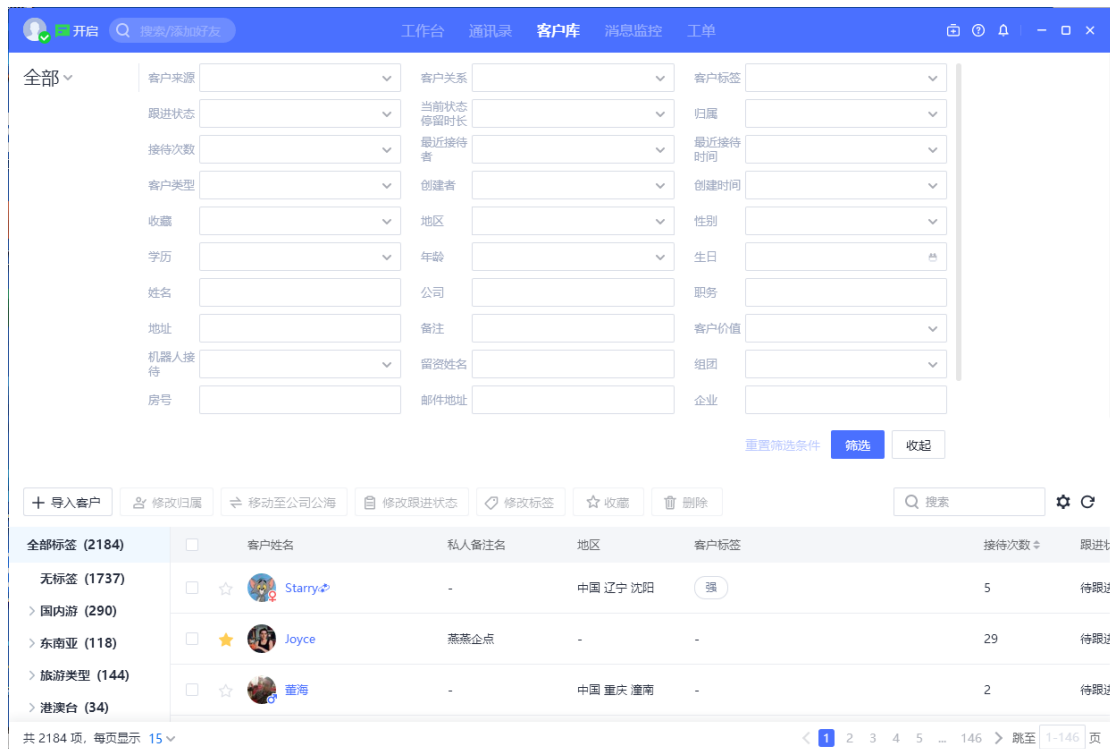 开启 搜索/添加好友 工作台 通讯录 客户库 消息监控 工单
全部
客户来源 客户关系 客户标签
跟进状态 当前状态停留时长 归属
接待次数 最近接待者 最近接待时间
客户类型 创建者 创建时间
收藏 地区 性别
学历 年龄 生日
姓名 公司 职务
地址 备注 客户价值
机器人接待 留资姓名 组团
房号 邮件地址 企业
重置筛选条件 筛选 收起
导入客户 修改归属 移动至公司公海 修改跟进状态 修改标签 收藏 删除 搜索
全部标签 (2184) 客户姓名 私人备注名 地区 客户标签 接待次数
无标签 (1737)
Starry - 中国 辽宁 沈阳 强 5 待跟
国内游 (290)
东南亚 (118) Joyce 燕燕企点 - - 29 待跟
旅游类型 (144)
董海 - 中国 重庆 潼南 - 2 待跟
港澳台 (34)
共 2184 项，每页显示 15 1 2 3 4 5 ... 146 跳至 1-146 页